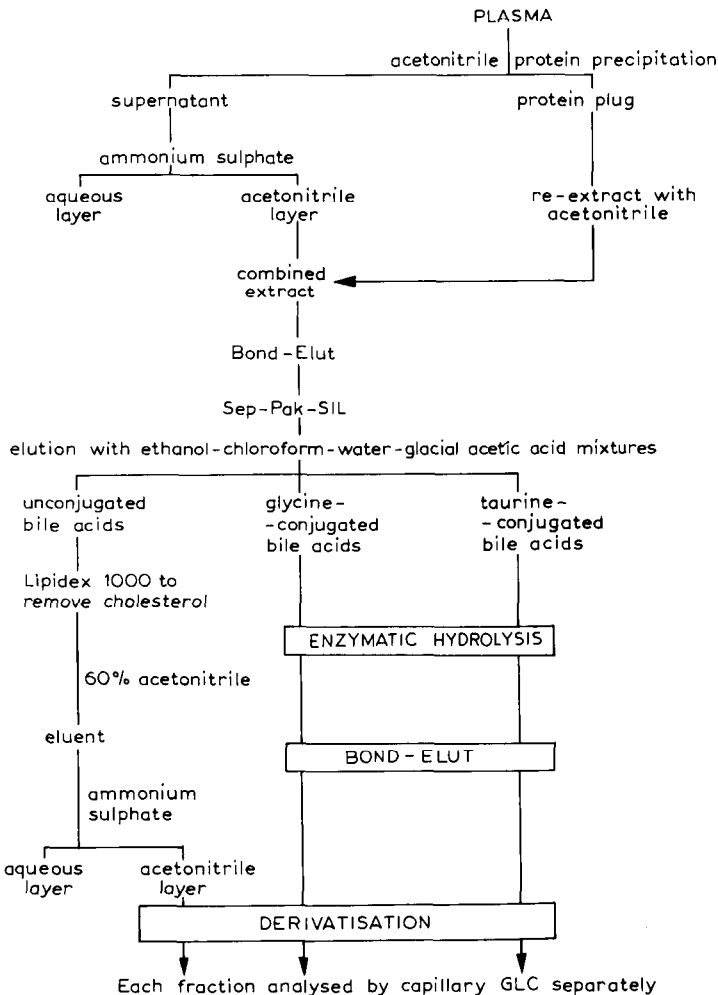 PLASMA
acetonitrile protein precipitation
supernatant
protein plug
ammonium sulphate
aqueous
layer
acetonitrile
layer
re-extract with
acetonitrile
combined
extract
Bond-Elut
Sep-Pak-SIL
elution with ethanol-chloroform-water-glacial acetic acid mixtures
unconjugated
bile acids
glycine-
-conjugated
bile acids
taurine-
-conjugated
bile acids
Lipidex 1000 to
remove cholesterol
ENZYMATIC HYDROLYSIS
60% acetonitrile
eluent
BOND-ELUT
ammonium
sulphate
aqueous
layer
acetonitrile
layer
DERIVATISATION
Each fraction analysed by capillary GLC separately